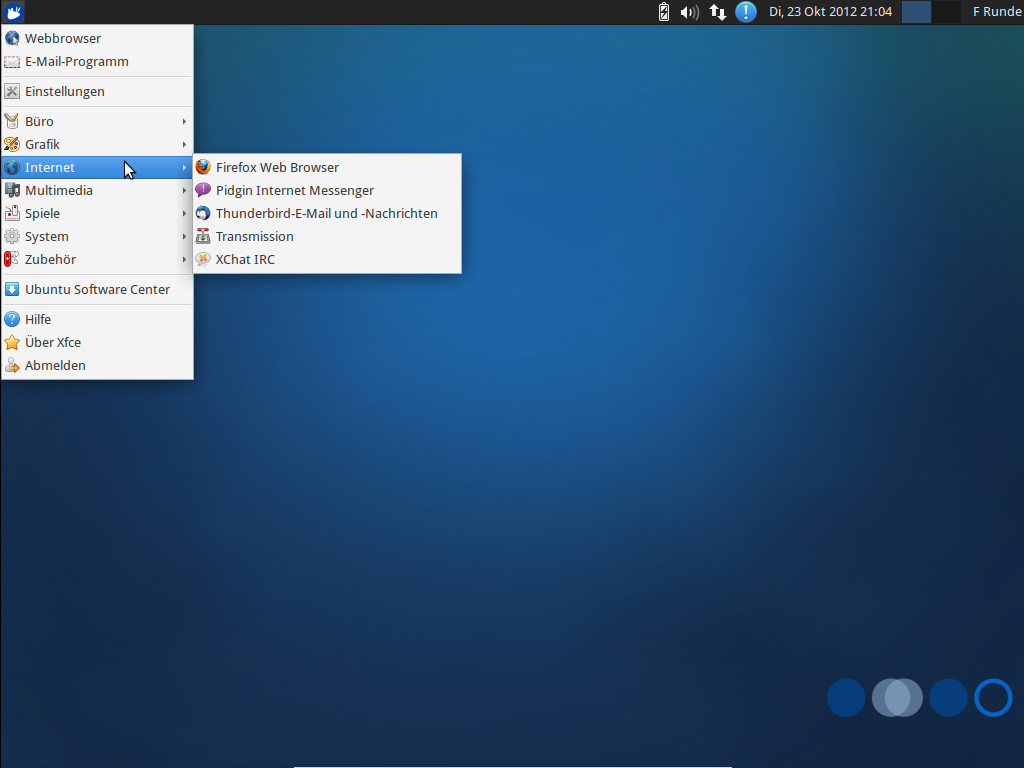 Di, 23 Okt 2012 21:04 F Runde
Webbrowser
E-Mail-Programm
Einstellungen
Büro
Grafik
Internet
Multimedia
Spiele
System
Zubehör
Ubuntu Software Center
Hilfe
Über Xfce
Abmelden
Firefox Web Browser
Pidgin Internet Messenger
Thunderbird-E-Mail und -Nachrichten
Transmission
XChat IRC